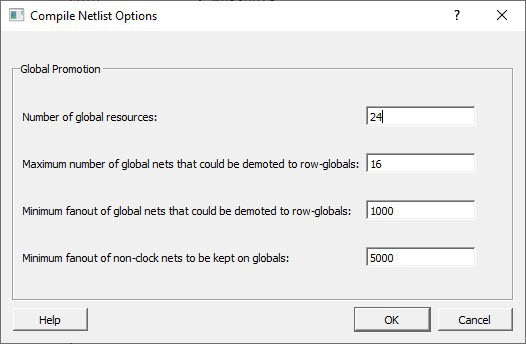 Compile Netlist Options
Global Promotion
Number of global resources: 24
Maximum number of global nets that could be demoted to row-globals: 16
Minimum fanout of global nets that could be demoted to row-globals: 1000
Minimum fanout of non-clock nets to be kept on globals: 5000
Help OK Cancel